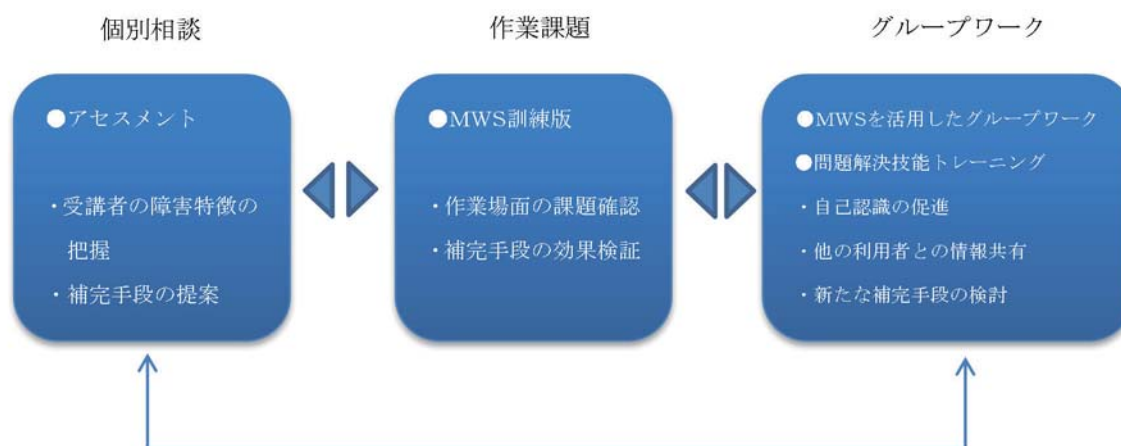 個別相談
●アセスメント
・受講者の障害特徴の
把握
・補完手段の提案
作業課題
●MWS訓練版
・作業場面の課題確認
・補完手段の効果検証
グループワーク
●MWSを活用したグループワーク
●問題解決技能トレーニング
・自己認識の促進
・他の利用者との情報共有
・新たな補完手段の検討